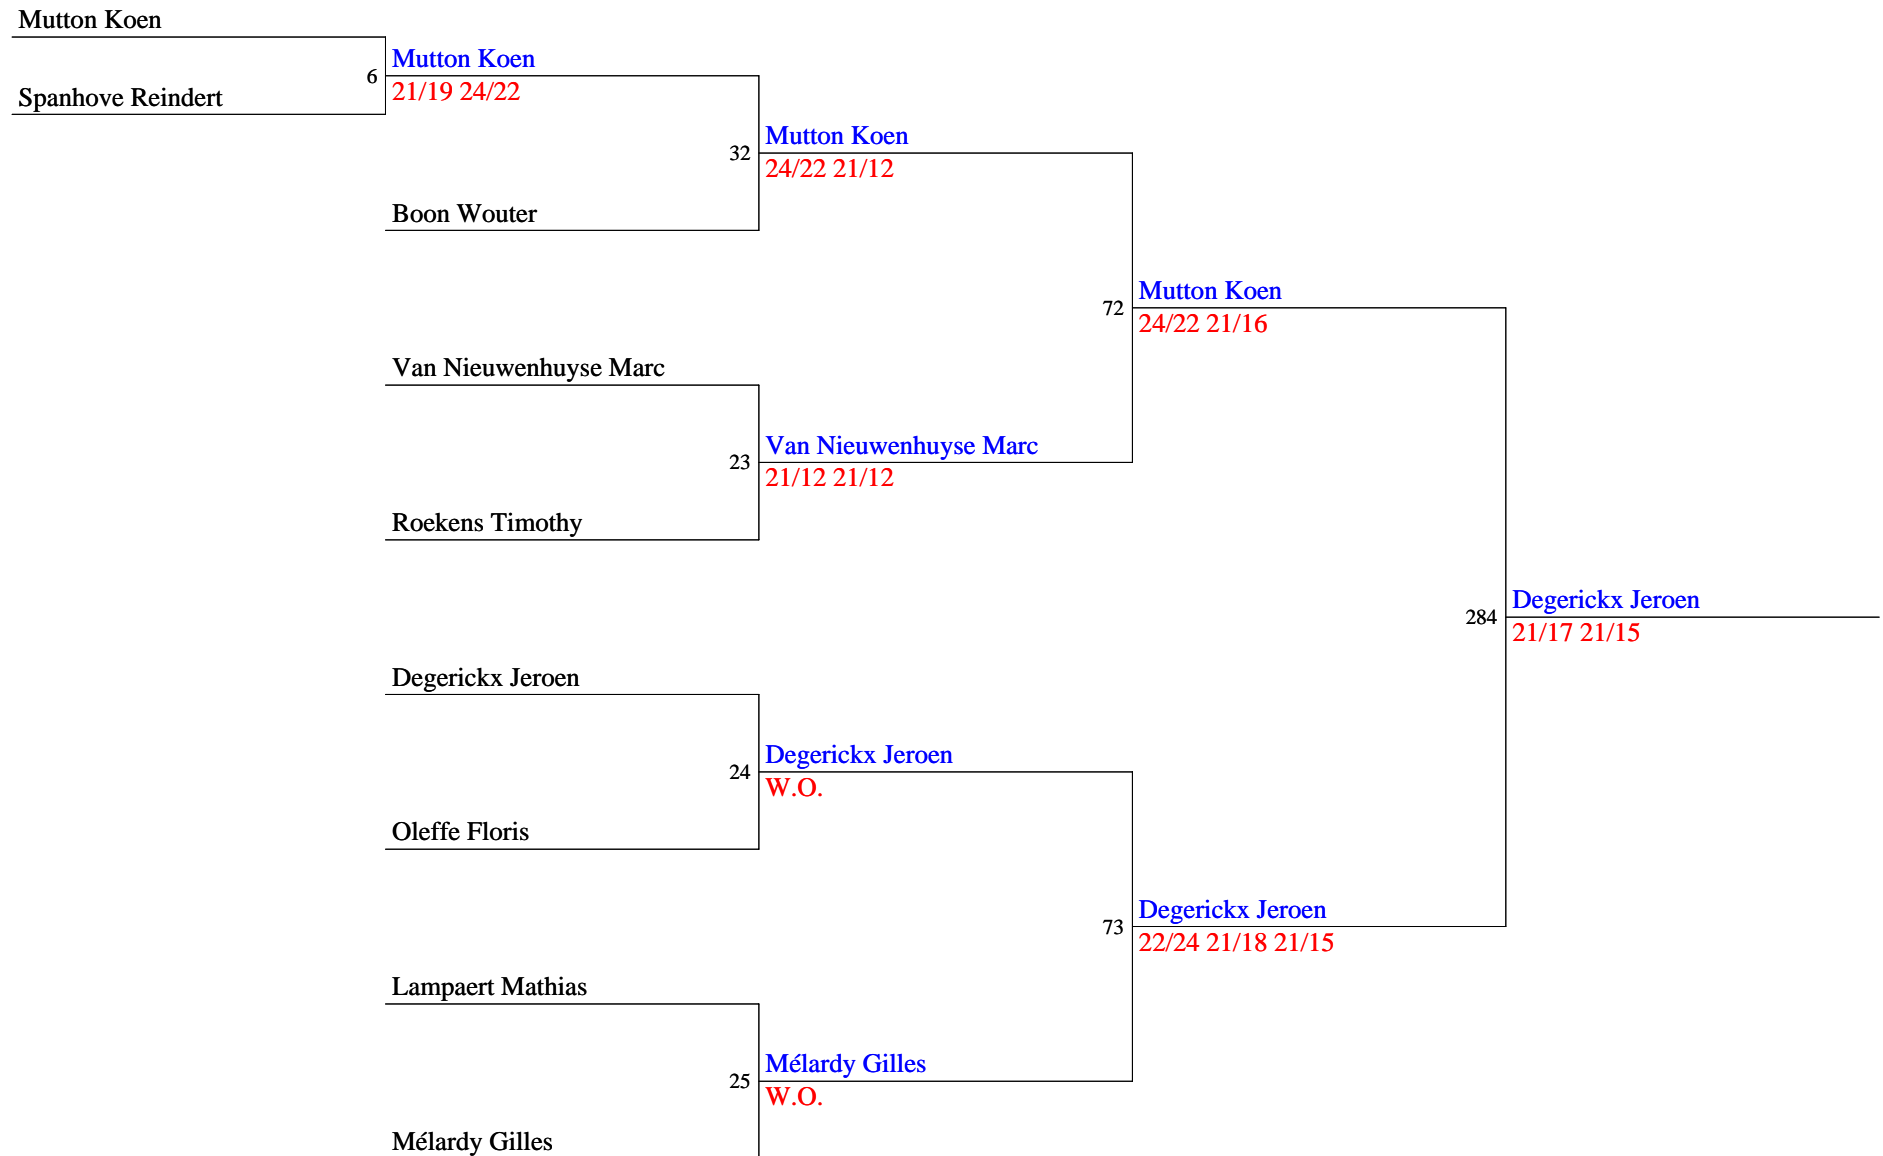 Mutton Koen
Spanhove Reindert
6
Mutton Koen
21/19 24/22
Boon Wouter
32
Mutton Koen
24/22 21/12
Van Nieuwenhuyse Marc
Roekens Timothy
23
Van Nieuwenhuyse Marc
21/12 21/12
72
Mutton Koen
24/22 21/16
Degerickx Jeroen
Oleffe Floris
24
Degerickx Jeroen
W.O.
Lampaert Mathias
Mélardy Gilles
25
Mélardy Gilles
W.O.
73
Degerickx Jeroen
22/24 21/18 21/15
284
Degerickx Jeroen
21/17 21/15